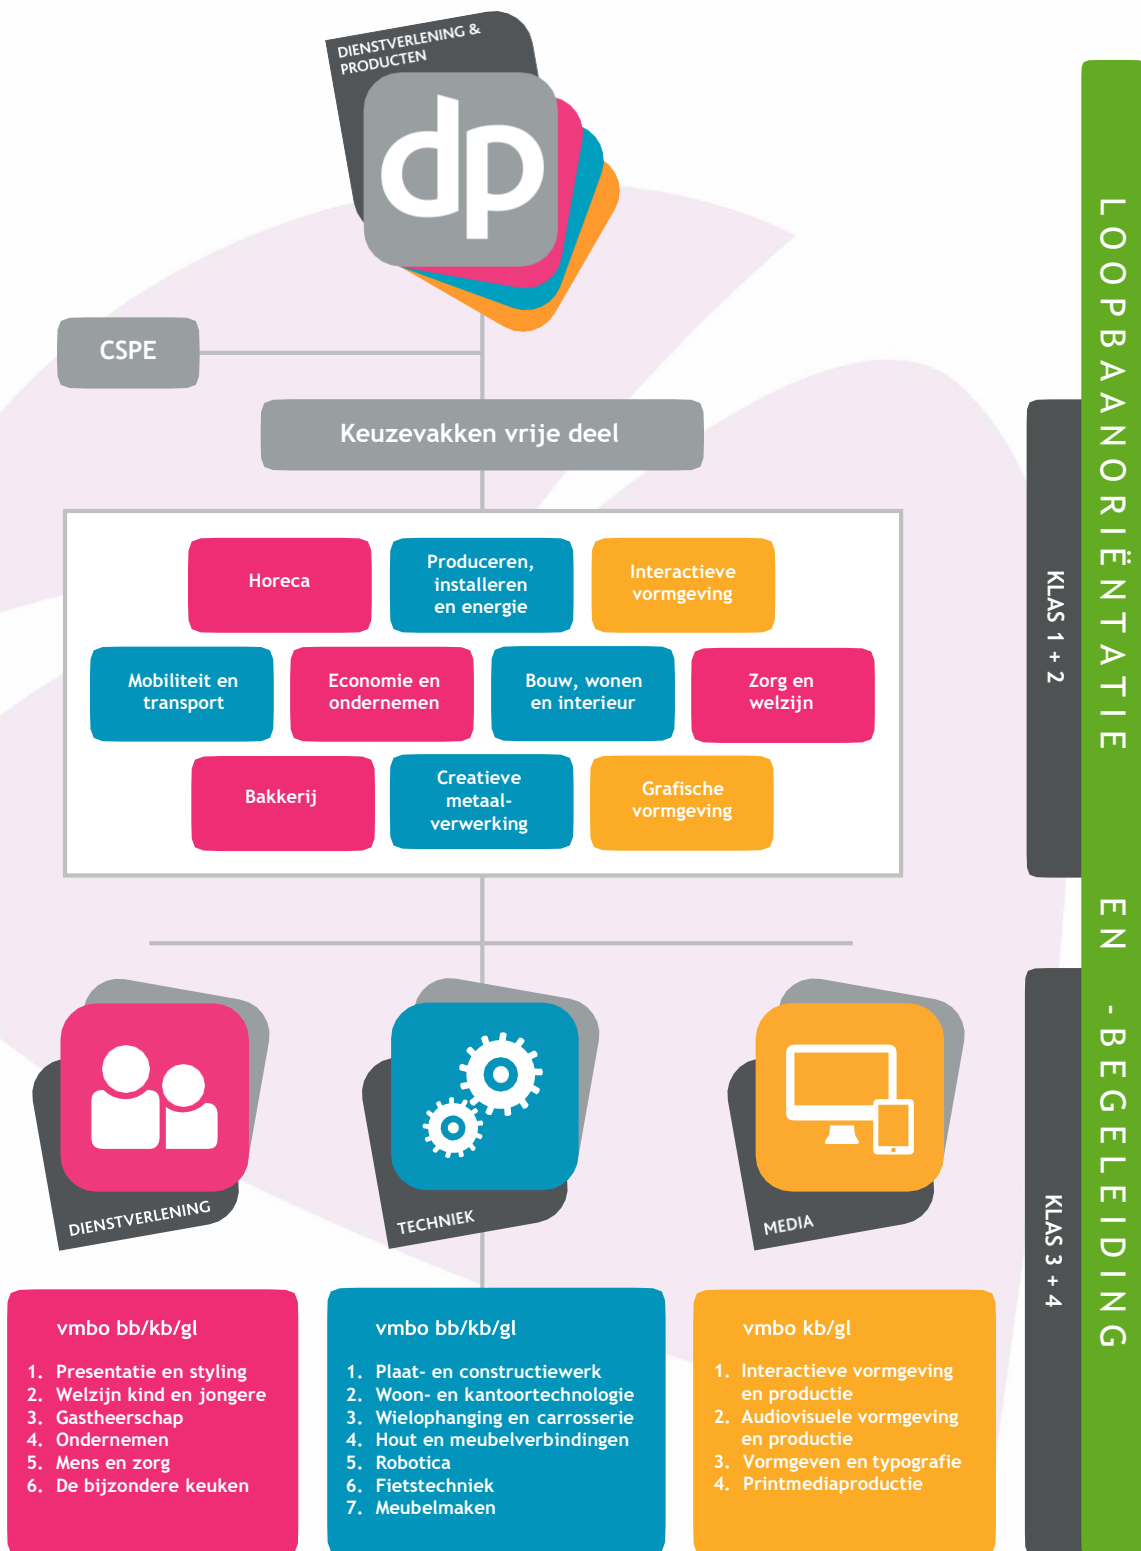 DIENSTVERLENING &
PRODUCTEN
dp
CSPE
Keuzevakken vrije deel
Horeca
Produceren,
installeren
en energie
Interactieve
vormgeving
Mobiliteit en
transport
Economie en
ondernemen
Bouw, wonen
en interieur
Zorg en
welzijn
Bakkerij
Creatieve
metaal-
verwerking
Grafische
vormgeving
DIENSTVERLENING
TECHNIEK
MEDIA
vmbo bb/kb/gl
1. Presentatie en styling
2. Welzijn kind en jongere
3. Gastheerschap
4. Ondernemen
5. Mens en zorg
6. De bijzondere keuken
vmbo bb/kb/gl
1. Plaat- en constructiewerk
2. Woon- en kantoortechnologie
3. Wielophanging en carrosserie
4. Hout en meubelverbindingen
5. Robotica
6. Fietstechniek
7. Meubelmaken
vmbo kb/gl
1. Interactieve vormgeving
en productie
2. Audiovisuele vormgeving
en productie
3. Vormgeven en typografie
4. Printmediaproductie
KLAS 1 + 2
KLAS 3 + 4
LOOPBAANORIËNTATIE EN -BEGELEIDING